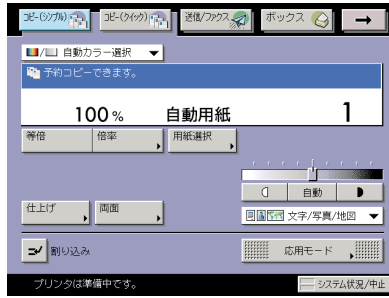 コピー(シンプル)
コピー(クイック)
送信/ファクス
ボックス
自動カラー選択
予約コピーできます。
100%
自動用紙
1
等倍
倍率
用紙選択
自動
仕上げ
両面
文字/写真/地図
割り込み
応用モード
プリンタは準備中です。
システム状況/中止